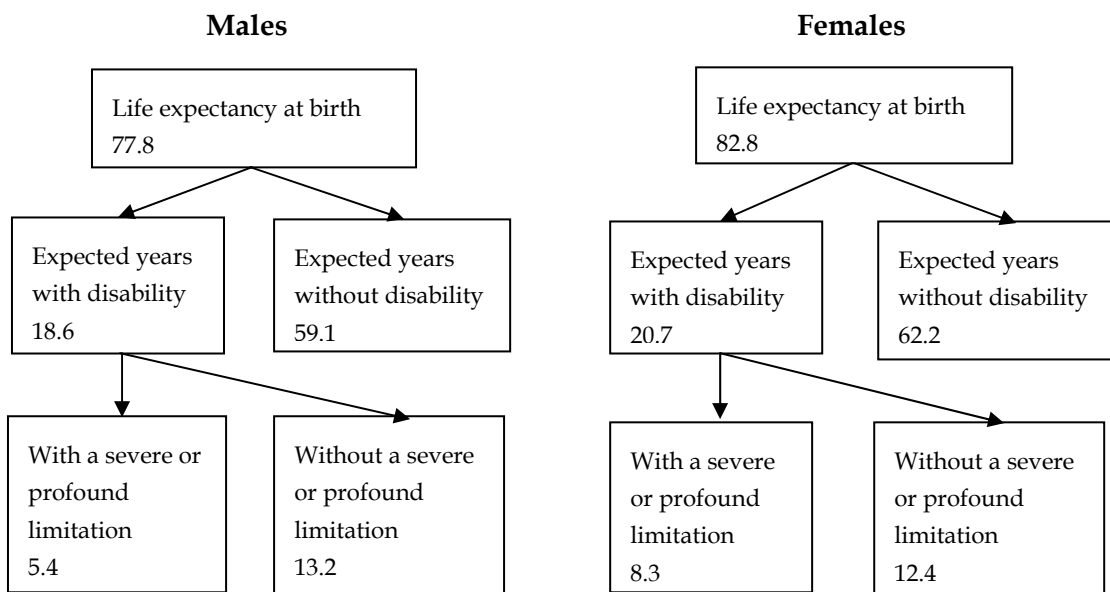 Males
Life expectancy at birth
77.8
Expected years
with disability
18.6
Expected years
without disability
59.1
With a severe or
profound
limitation
5.4
Without a severe
or profound
limitation
13.2
Females
Life expectancy at birth
82.8
Expected years
with disability
20.7
Expected years
without disability
62.2
With a severe
or profound
limitation
8.3
Without a severe
or profound
limitation
12.4